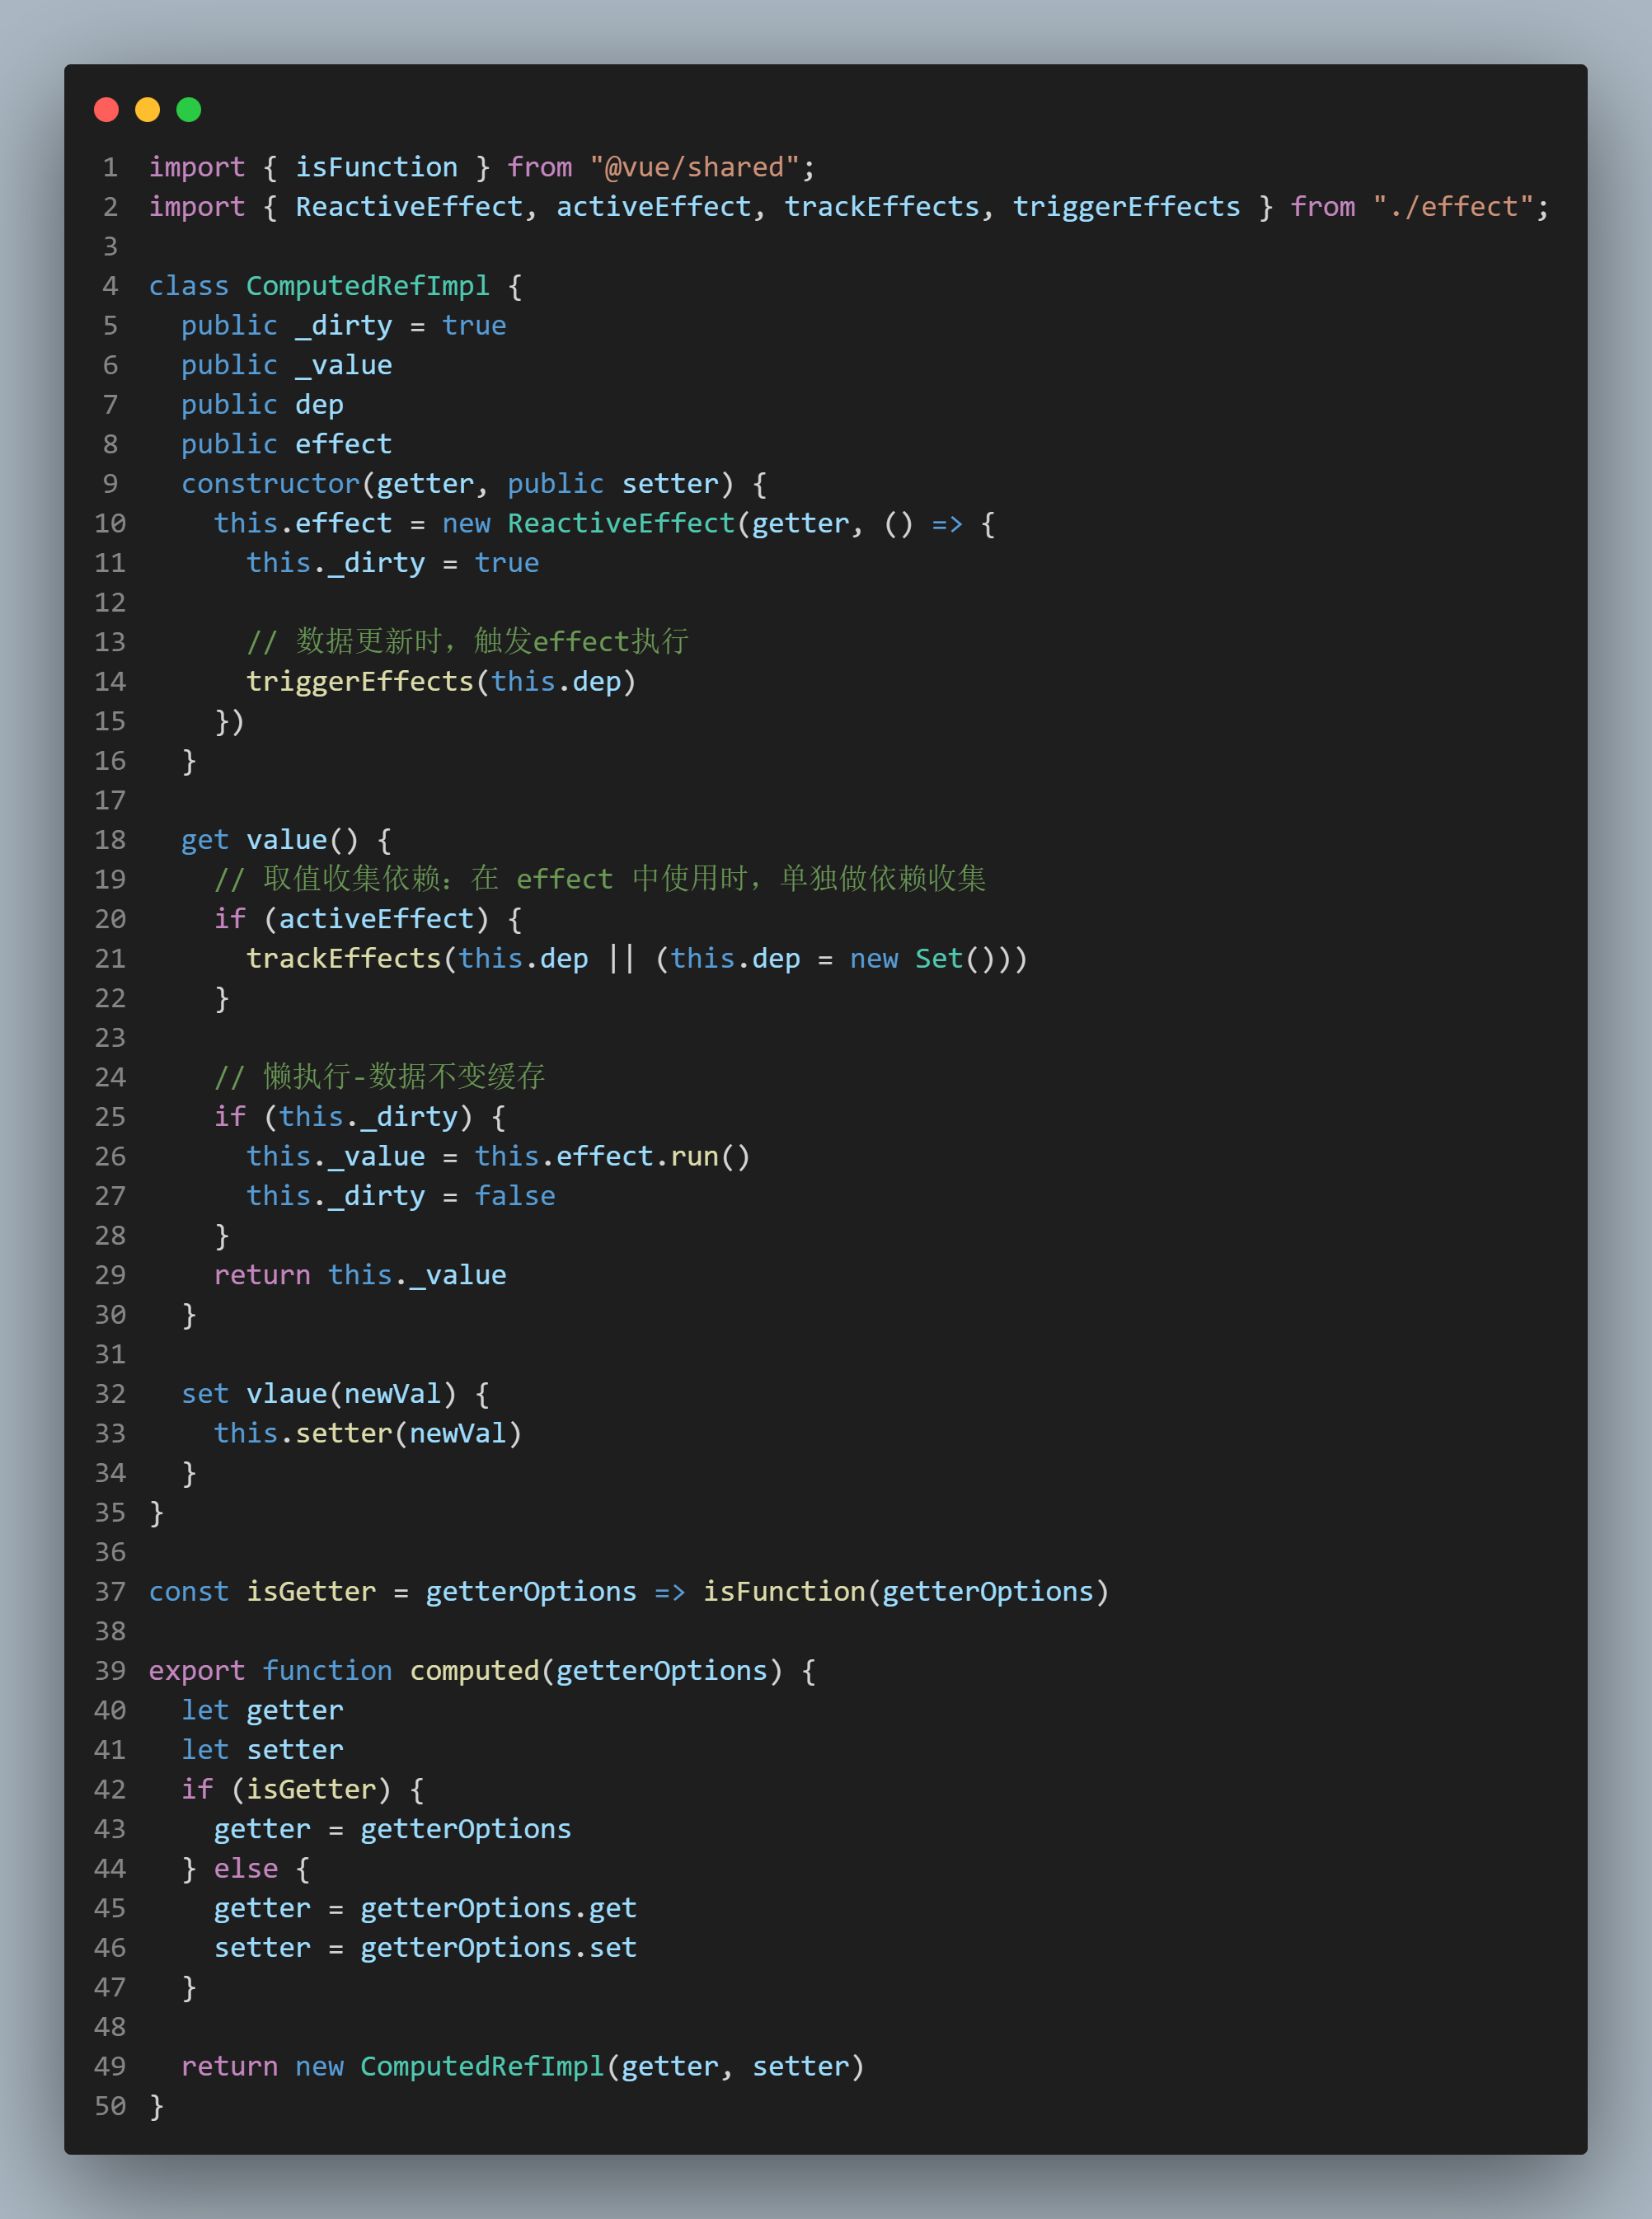 1 import { isFunction } from "@vue/shared";
2 import { ReactiveEffect, activeEffect, trackEffects, triggerEffects } from "./effect";
3
4 class ComputedRefImpl {
5   public _dirty = true
6   public _value
7   public dep
8   public effect
9   constructor(getter, public setter) {
10     this.effect = new ReactiveEffect(getter, () => {
11       this._dirty = true
12
13       // 数据更新时，触发effect执行
14       triggerEffects(this.dep)
15     })
16   }
17
18   get value() {
19     // 取值收集依赖：在 effect 中使用时，单独做依赖收集
20     if (activeEffect) {
21       trackEffects(this.dep || (this.dep = new Set()))
22     }
23
24     // 懒执行-数据不变缓存
25     if (this._dirty) {
26       this._value = this.effect.run()
27       this._dirty = false
28     }
29     return this._value
30   }
31
32   set vlaue(newVal) {
33     this.setter(newVal)
34   }
35 }
36
37 const isGetter = getterOptions => isFunction(getterOptions)
38
39 export function computed(getterOptions) {
40   let getter
41   let setter
42   if (isGetter) {
43     getter = getterOptions
44   } else {
45     getter = getterOptions.get
46     setter = getterOptions.set
47   }
48
49   return new ComputedRefImpl(getter, setter)
50 }